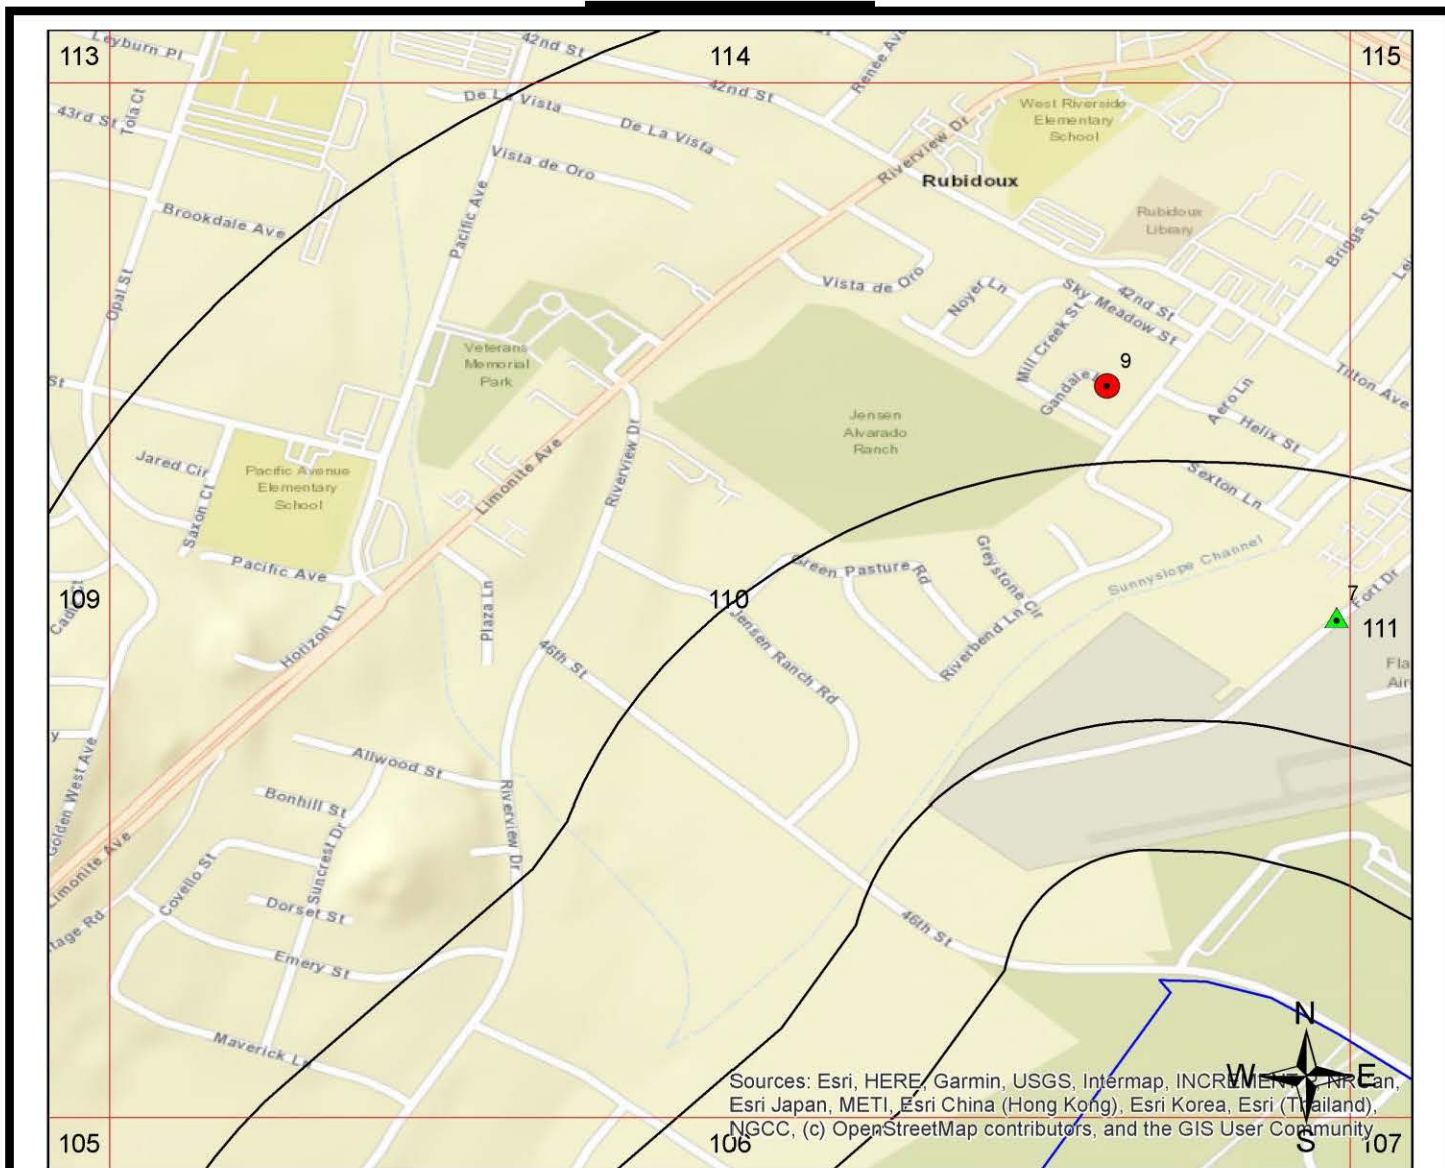 113
114
115
Leyburn Pl
42nd St
Renee Ave
Tola Ct
43rd St
De La Vista
42nd St
De La Vista
West Riverside
Elementary
School
Riverview Dr
Rubidoux
Vista de Oro
Pacific Ave
Brookdale Ave
Rubidoux
Library
Briggs St
Opal St
Vista de Oro
Noyer Ln
Sky Meadow St
42nd St
Mill Creek St
Veterans
Memorial
Park
9
Gandale
Tilton Ave
St
Aero Ln
Helix St
Jensen
Alvarado
Ranch
Jared Cir
Pacific Avenue
Elementary
School
Saxon Ct
Limonite Ave
Riverview Dr
Sexton Ln
Pacific Ave
Green Pasture Rd
Greystone Cir
Sunnyslope Channel
Fort Dr
7
109
110
111
Plaza Ln
Horizon Ln
46th St
Jensen Ranch Rd
Riverbend Ln
Fla
Air
Golden West Ave
Allwood St
Bonhill St
Riverview Dr
Suncrest Dr
Limonite Ave
Covello St
Dorset St
tage Rd
46th St
Emery St
Maverick Ln
N
W
E
S
Sources: Esri, HERE, Garmin, USGS, Intermap,
Esri Japan, METI, Esri China (Hong Kong), Esri Korea, Esri (Thailand),
NGCC, (c) OpenStreetMap contributors, and the GIS User Community
105
106
107